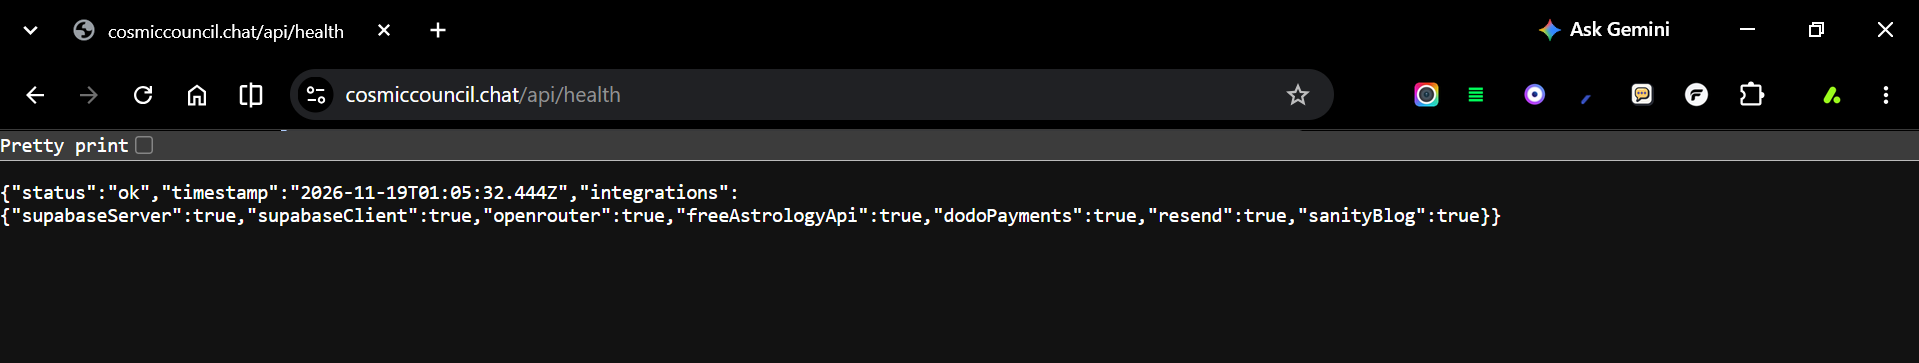 cosmiccouncil.chat/api/health
Ask Gemini
cosmiccouncil.chat/api/health
Pretty print
{"status":"ok","timestamp":"2026-11-19T01:05:32.444Z","integrations":
{"supabaseServer":true,"supabaseClient":true,"openrouter":true,"freeAstrologyApi":true,"dodoPayments":true,"resend":true,"sanityBlog":true}}